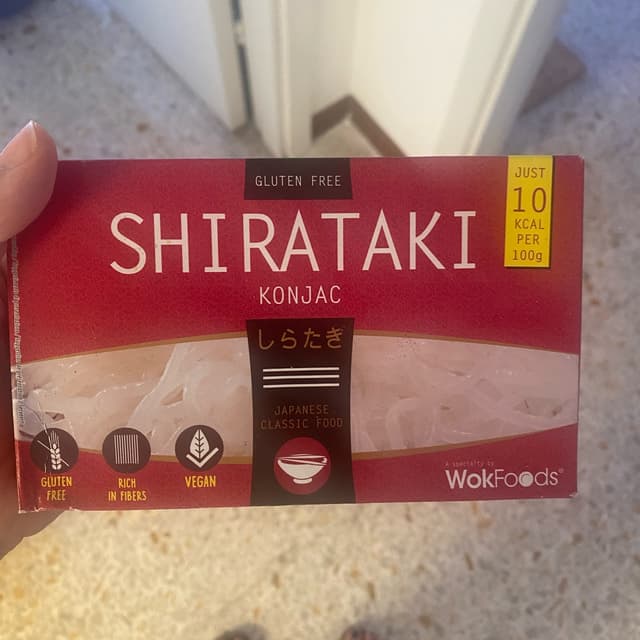 GLUTEN FREE
JUST
10
KCAL
PER
100g
SHIRATAKI
KONJAC
しらたき
JAPANESE
CLASSIC FOOD
GLUTEN
FREE
RICH
IN FIBERS
VEGAN
A specialty by
WokFoods®